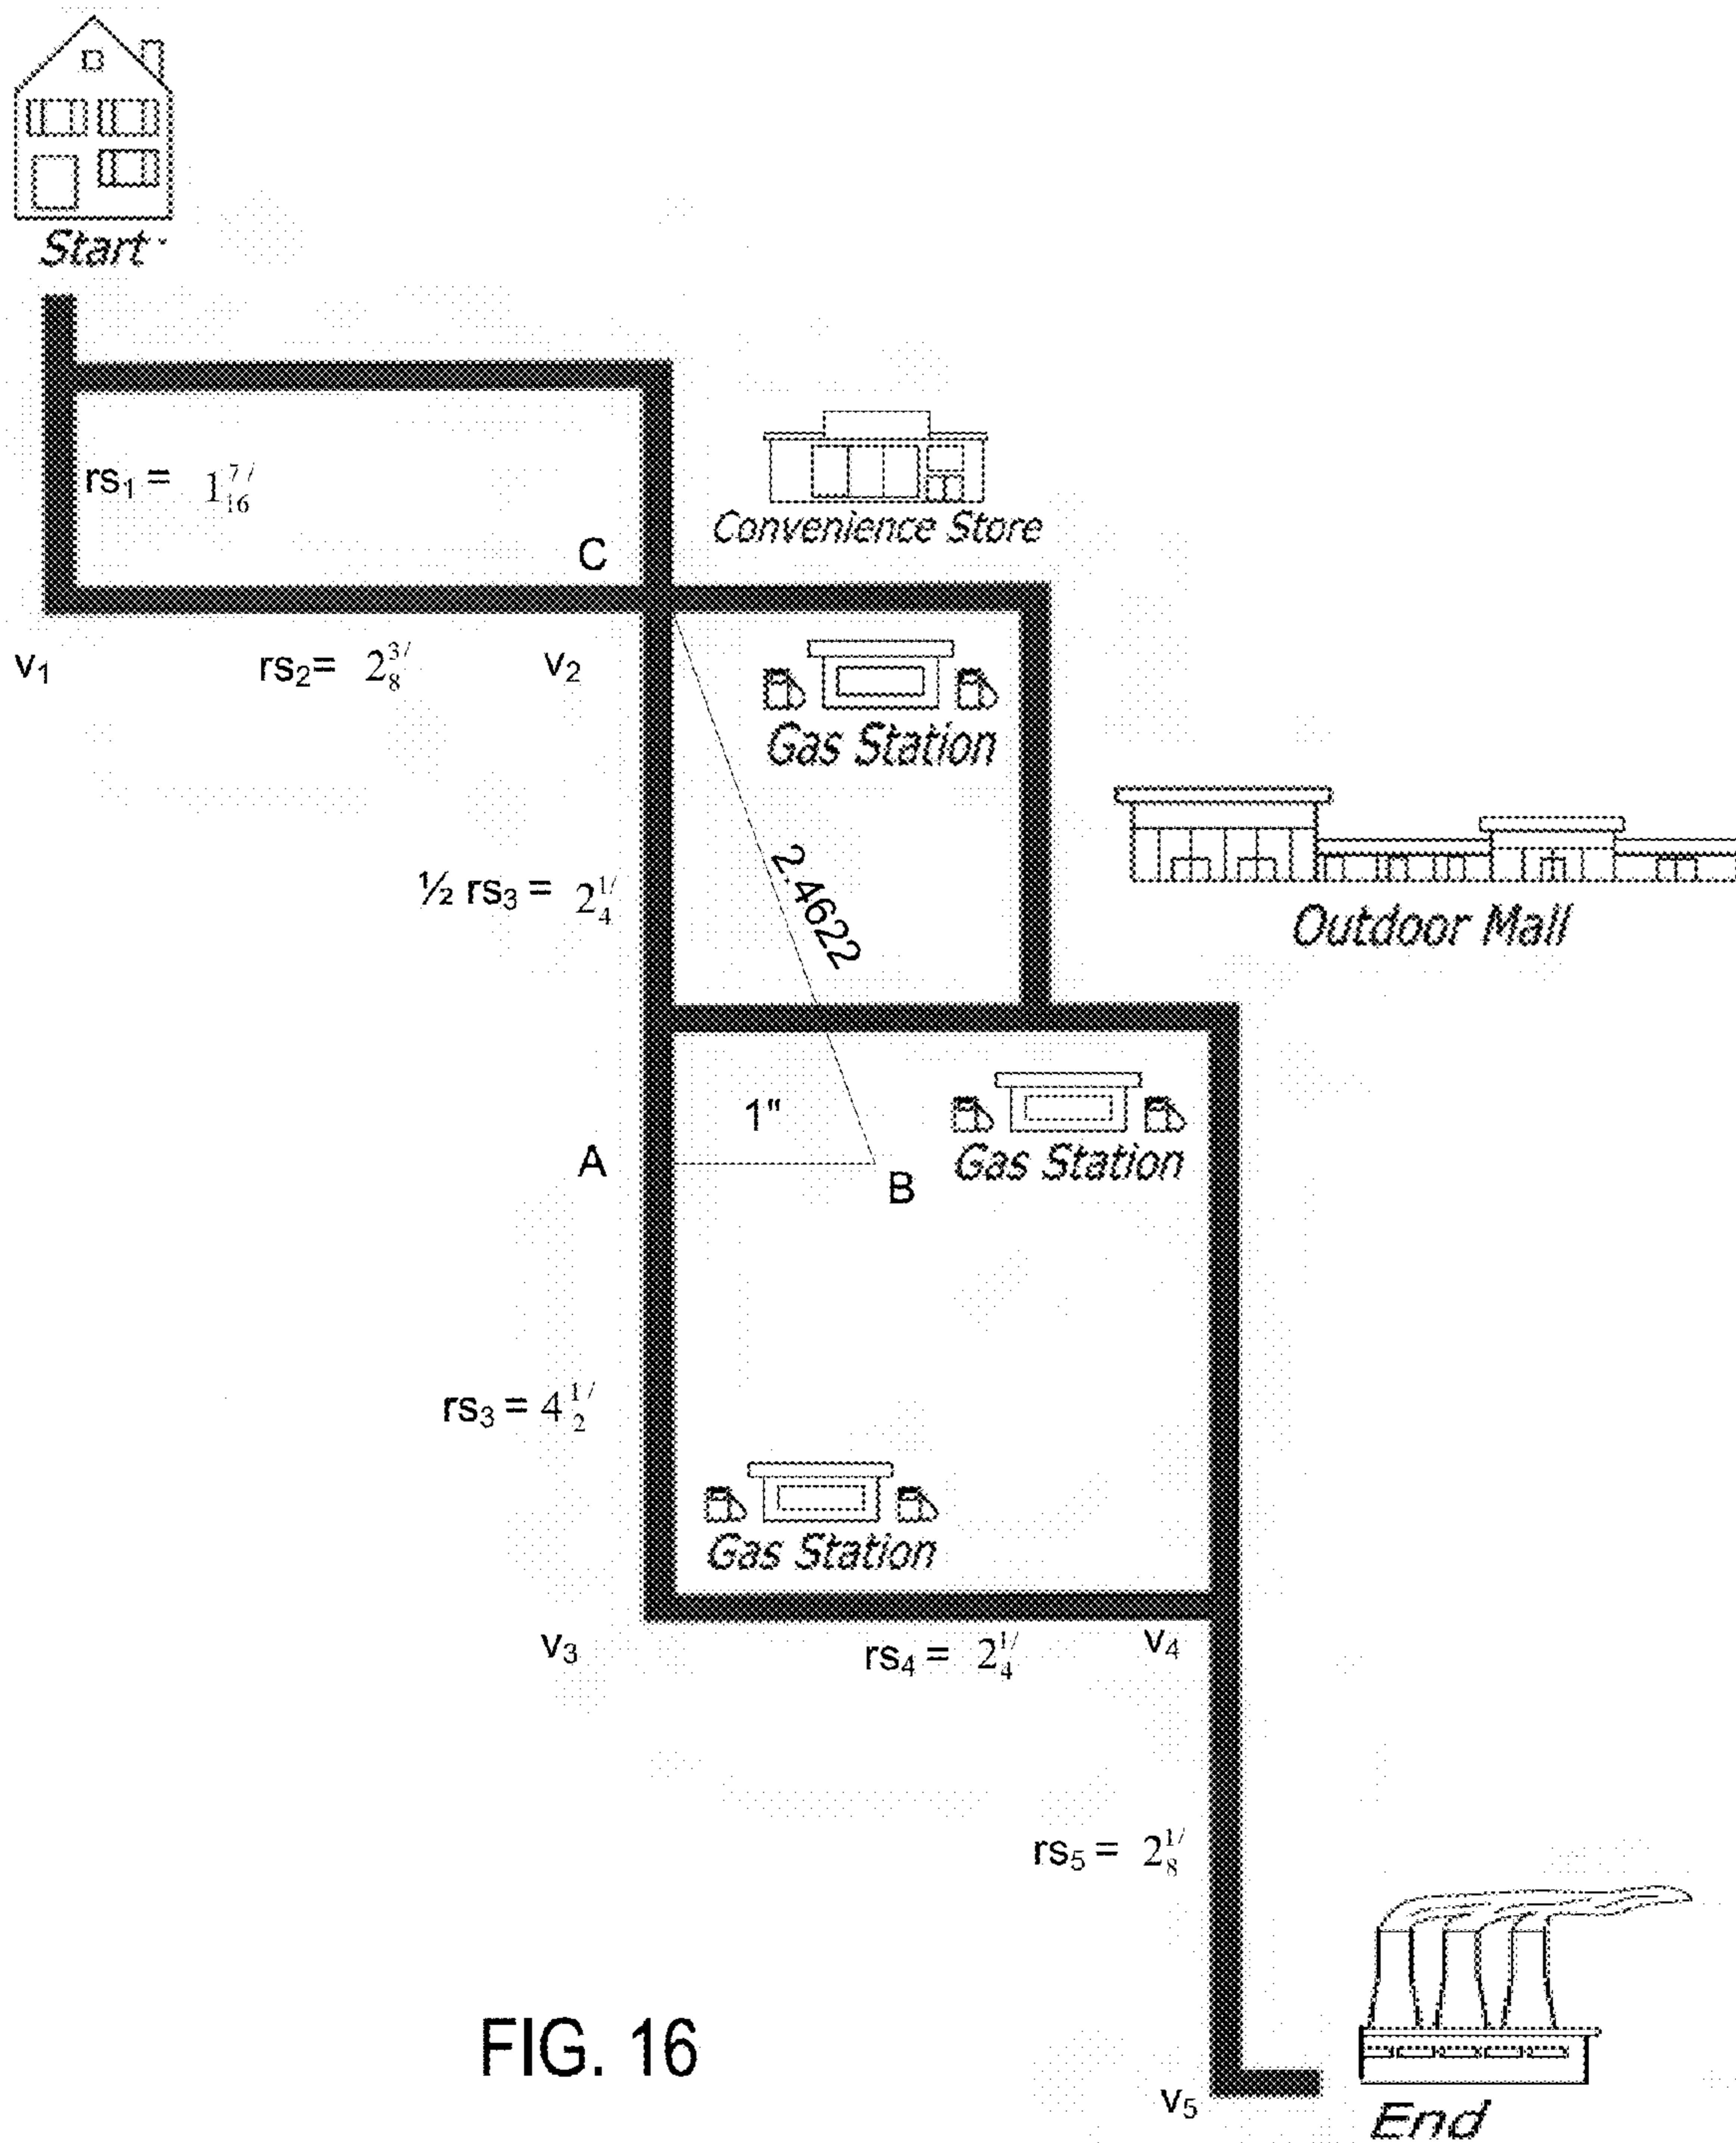 Start
rs₁ = 1 7/16
Convenience Store
C
v₁
rs₂= 2 3/8
v₂
Gas Station
½ rs₃ = 2 1/4
2.4622
Outdoor Mall
1"
A
B
Gas Station
rs₃ = 4 1/2
Gas Station
v₃
rs₄ = 2 1/4
v₄
rs₅ = 2 1/8
FIG. 16
v₅
End